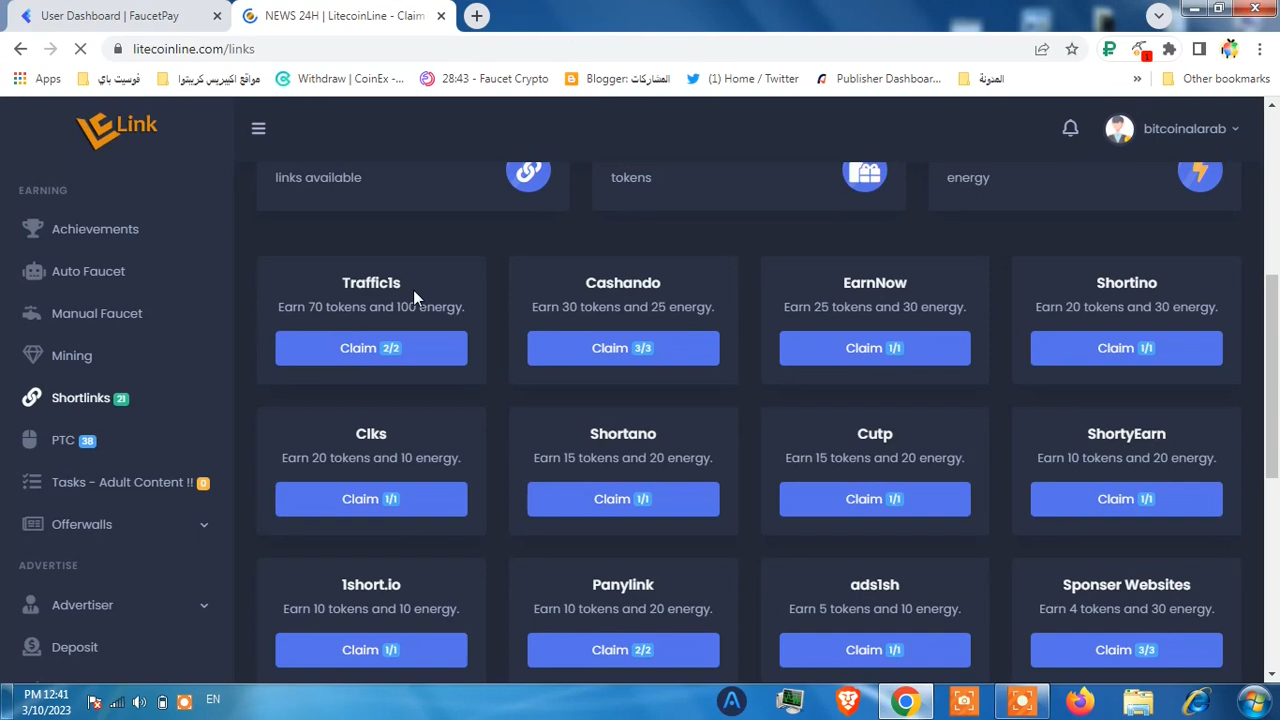 User Dashboard | FaucetPay
NEWS 24H | LitecoinLine - Claim
litecoinline.com/links
Apps
فوسيت باي
مواقع اكبيريس كريبتوا
Withdraw | CoinEx -...
28:43 - Faucet Crypto
Blogger: المشاركات
(1) Home / Twitter
Publisher Dashboar...
المدونة
»
Other bookmarks
Link
bitcoinalarab
links available
tokens
energy
EARNING
Achievements
Auto Faucet
Manual Faucet
Mining
Shortlinks 21
PTC 38
Tasks - Adult Content !! 0
Offerwalls
ADVERTISE
Advertiser
Deposit
Traffic1s
Earn 70 tokens and 100 energy.
Claim 2/2
Cashando
Earn 30 tokens and 25 energy.
Claim 3/3
EarnNow
Earn 25 tokens and 30 energy.
Claim 1/1
Shortino
Earn 20 tokens and 30 energy.
Claim 1/1
Clks
Earn 20 tokens and 10 energy.
Claim 1/1
Shortano
Earn 15 tokens and 20 energy.
Claim 1/1
Cutp
Earn 15 tokens and 20 energy.
Claim 1/1
ShortyEarn
Earn 10 tokens and 20 energy.
Claim 1/1
1short.io
Earn 10 tokens and 10 energy.
Claim 1/1
Panylink
Earn 10 tokens and 20 energy.
Claim 2/2
ads1sh
Earn 5 tokens and 10 energy.
Claim 1/1
Sponser Websites
Earn 4 tokens and 30 energy.
Claim 3/3
PM 12:41
3/10/2023
EN